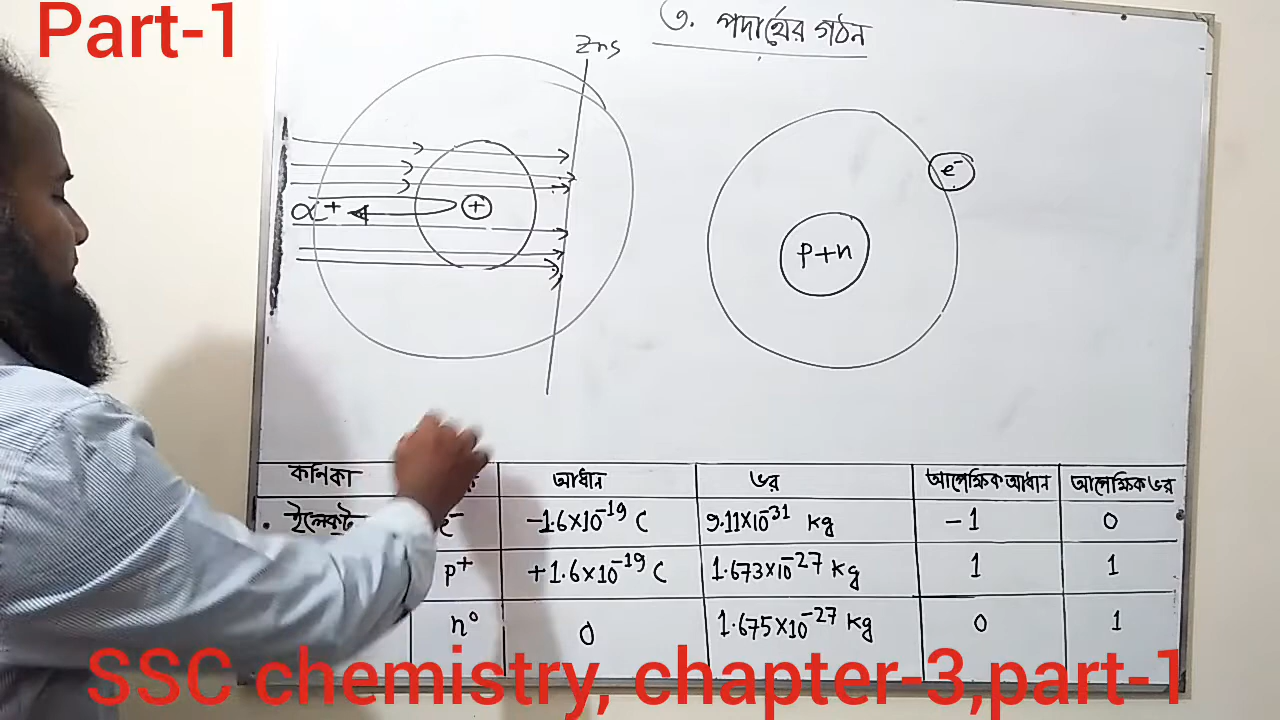 Part-1
৩. পদার্থের গঠন
Zns
e⁻
α⁺
+
p+n
কনিকা আধান ভর আপেক্ষিক আধান আপেক্ষিক ভর
e⁻ -1.6×10⁻¹⁹ C 9.11×10⁻³¹ kg -1 0
p⁺ +1.6×10⁻¹⁹ C 1.673×10⁻²⁷ kg 1 1
n⁰ 0 1.675×10⁻²⁷ kg 0 1
SSC chemistry, chapter-3,part-1